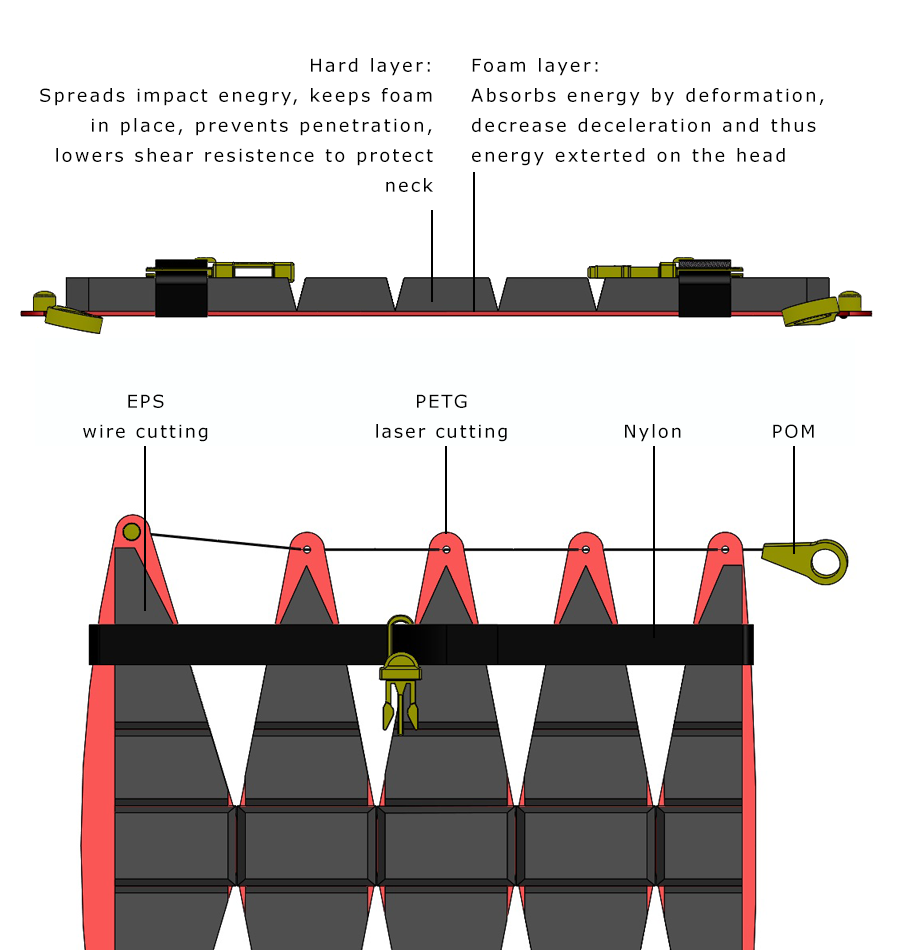 Hard layer:
Spreads impact enegry, keeps foam
in place, prevents penetration,
lowers shear resistence to protect
neck
Foam layer:
Absorbs energy by deformation,
decrease deceleration and thus
energy exterted on the head
EPS
wire cutting
PETG
laser cutting
Nylon
POM